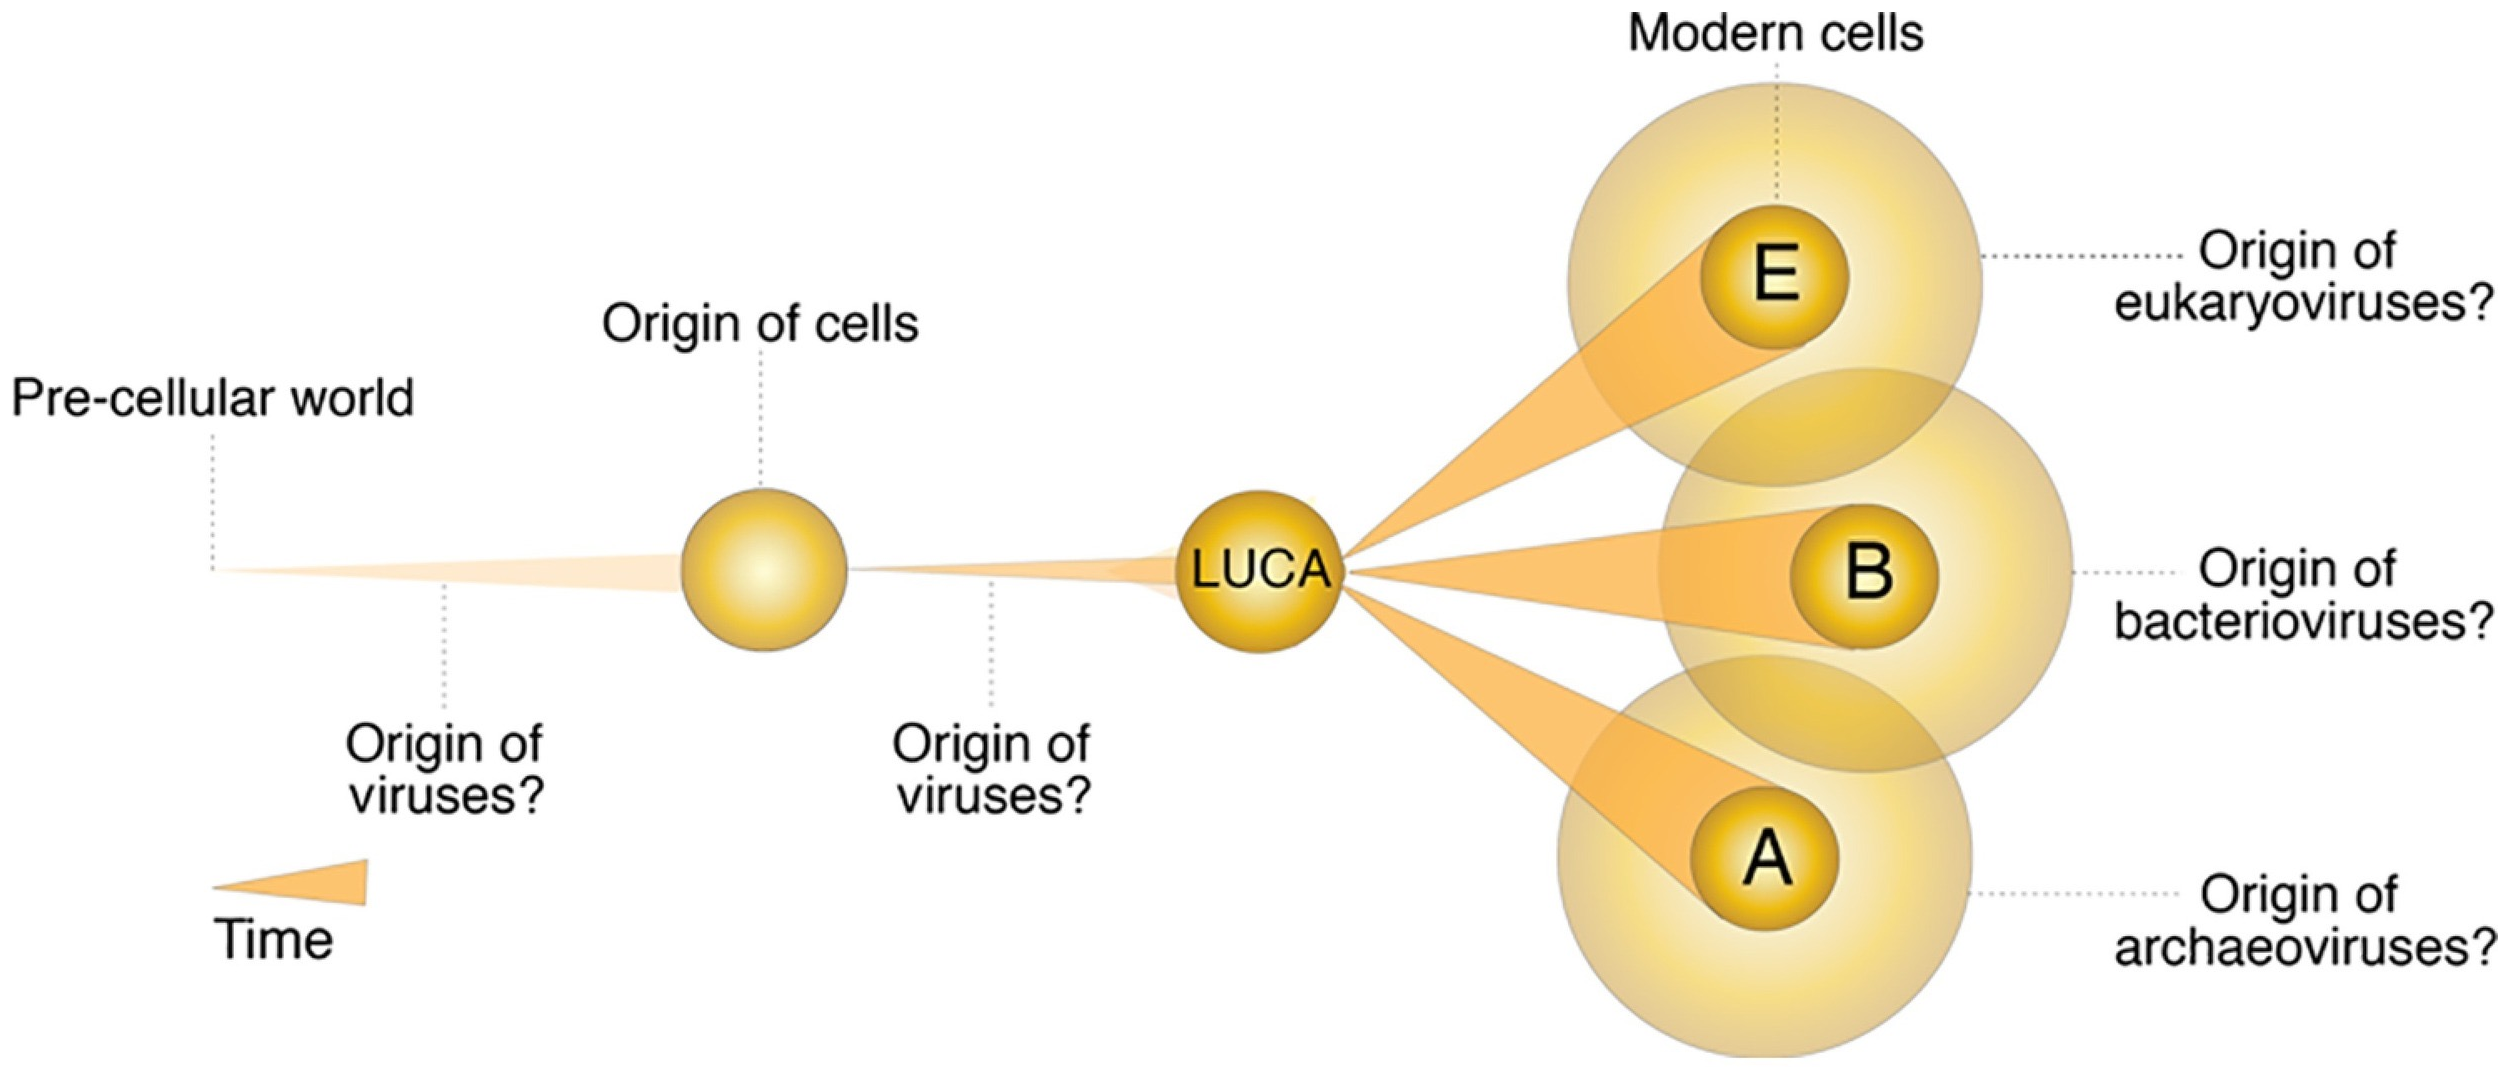 Modern cells
E
Origin of
eukaryoviruses?
Origin of cells
Pre-cellular world
LUCA
B
Origin of
bacterioviruses?
Origin of
viruses?
Origin of
viruses?
A
Origin of
archaeoviruses?
Time